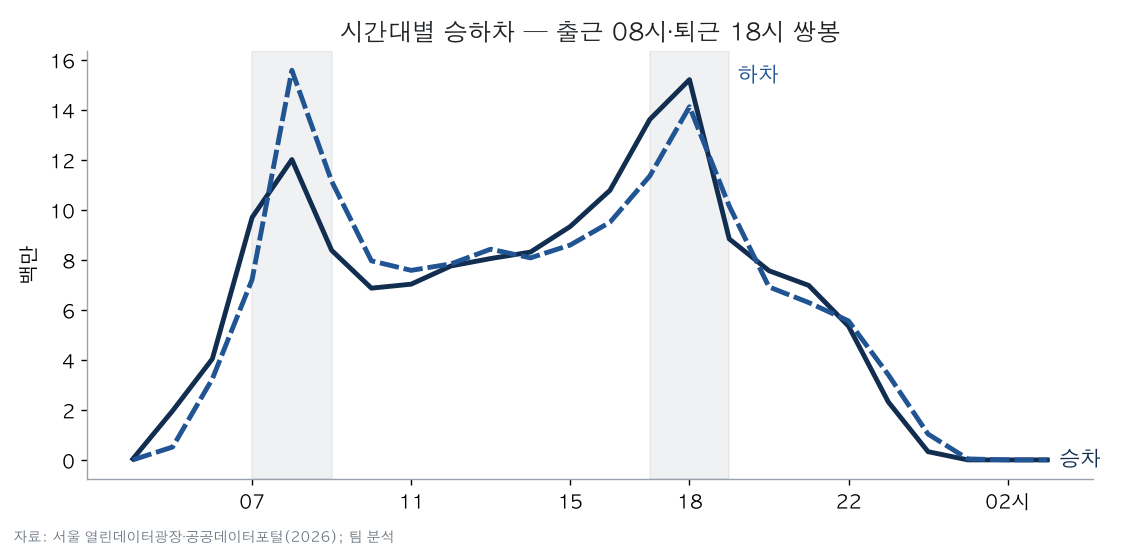 시간대별 승하차 — 출근 08시·퇴근 18시 쌍봉
16
14
12
10
8
6
4
2
0
백만
하차
승차
07 11 15 18 22 02시
자료: 서울 열린데이터광장·공공데이터포털(2026); 팀 분석